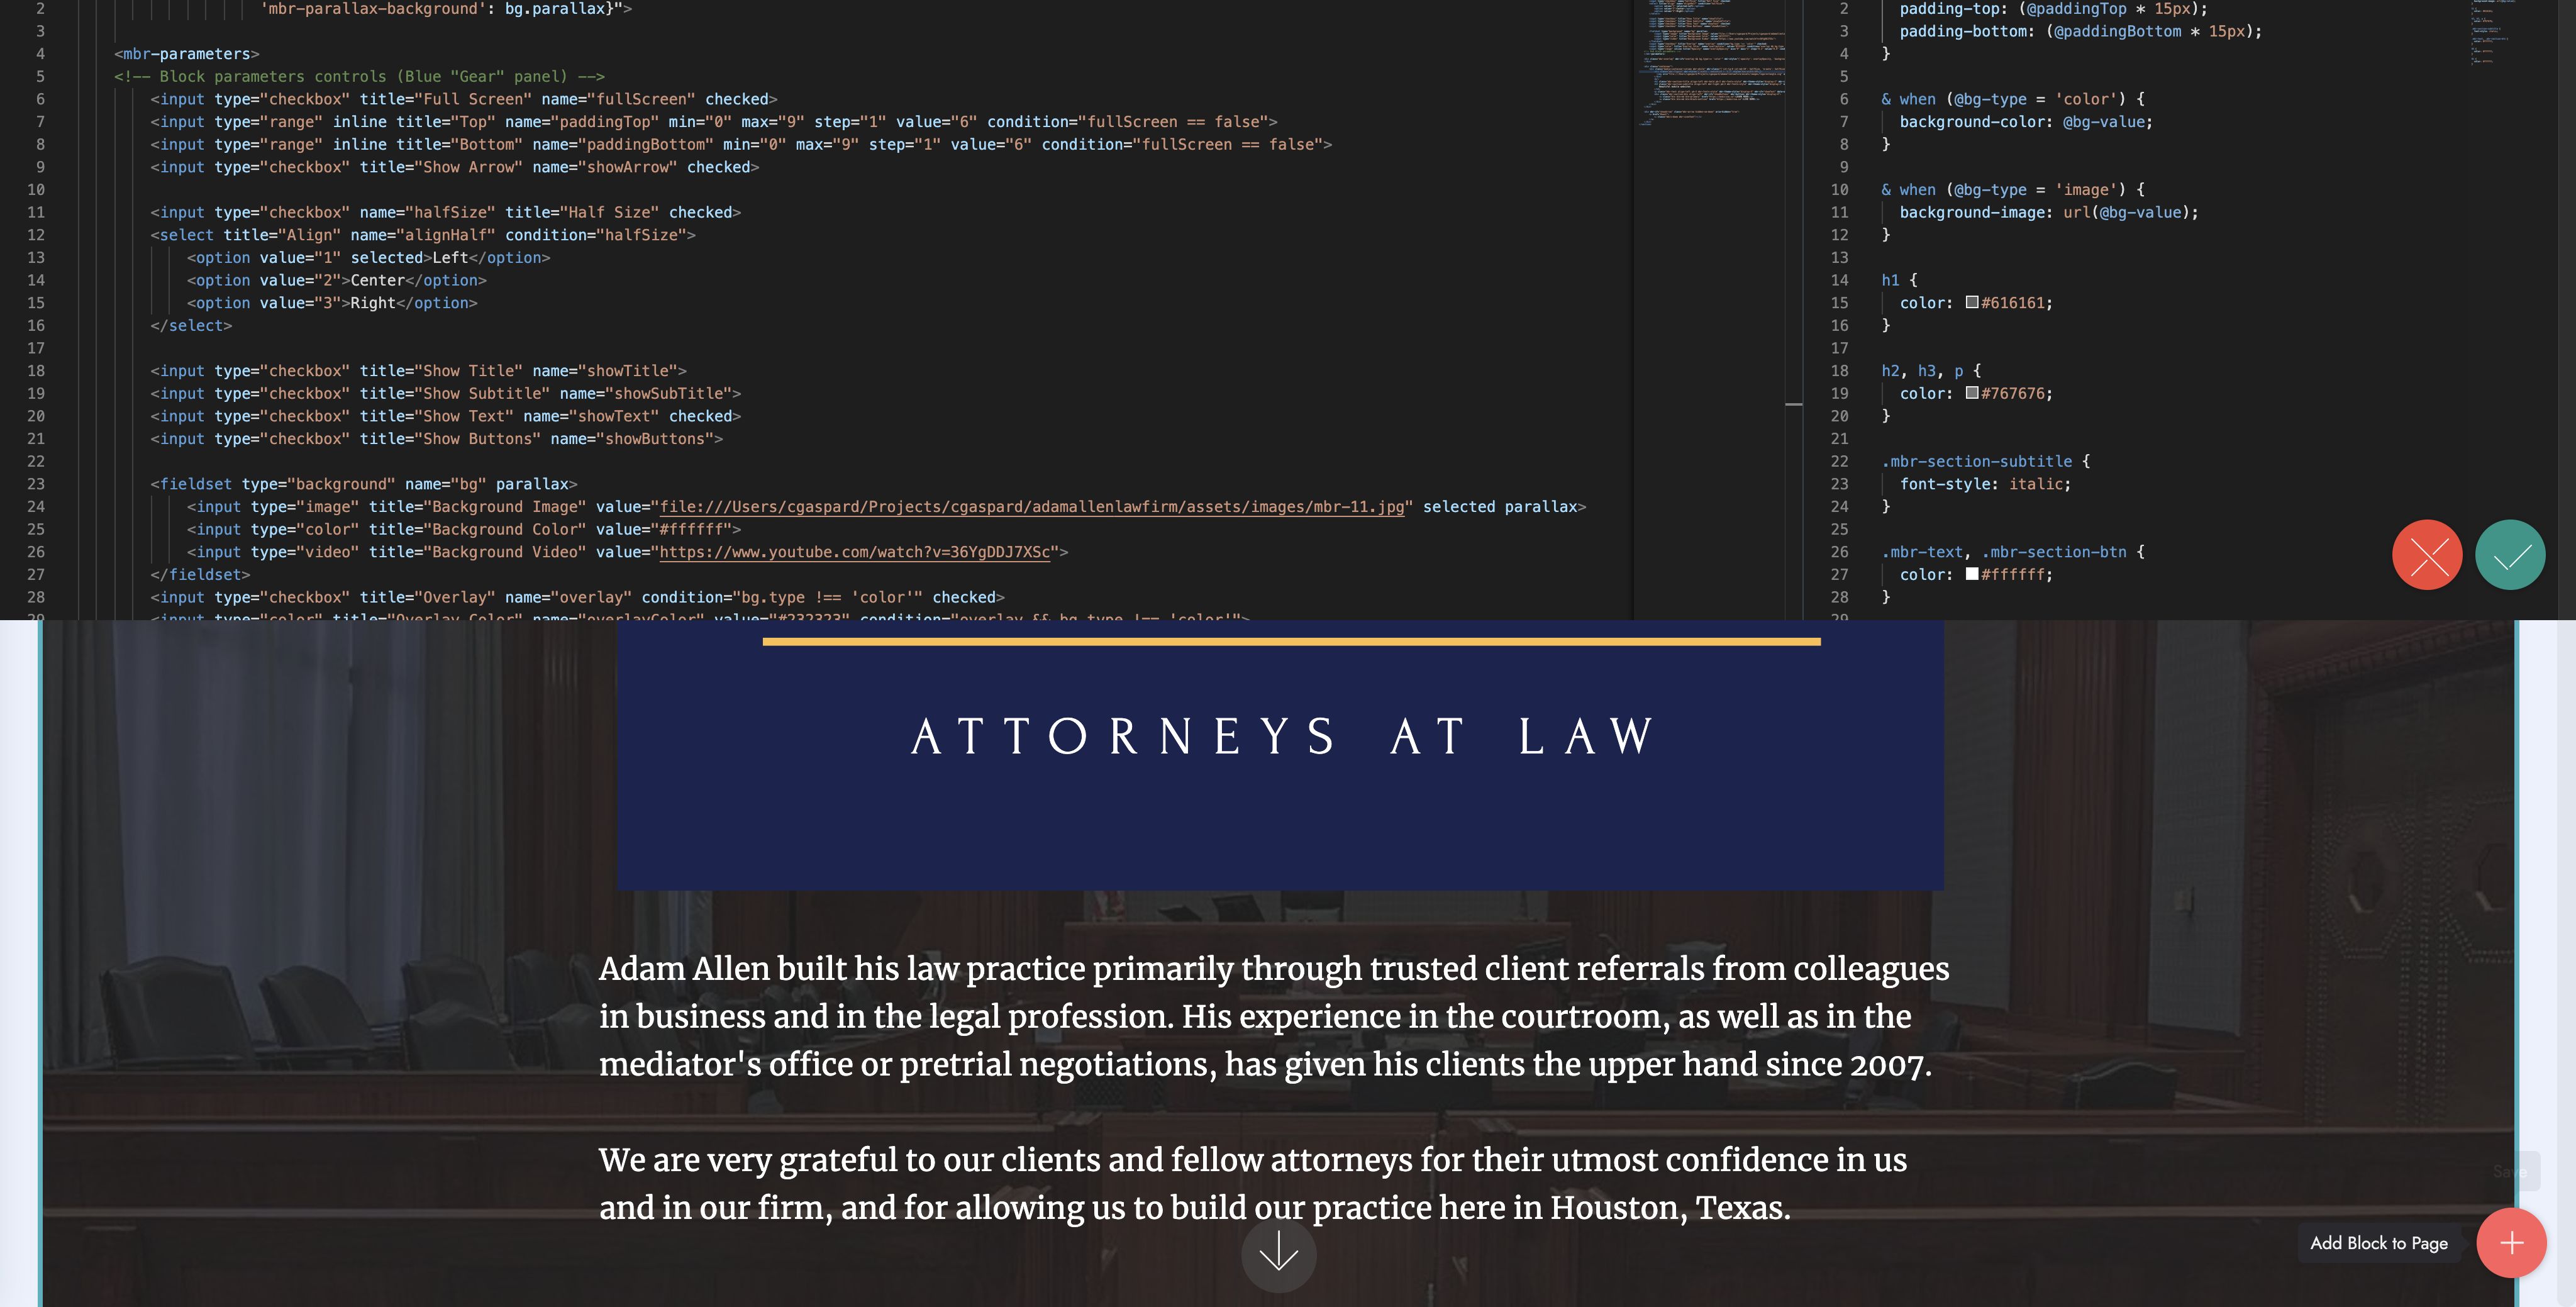 2 'mbr-parallax-background': bg.parallax}">
3
4 <mbr-parameters>
5 <!-- Block parameters controls (Blue "Gear" panel) -->
6 <input type="checkbox" title="Full Screen" name="fullScreen" checked>
7 <input type="range" inline title="Top" name="paddingTop" min="0" max="9" step="1" value="6" condition="fullScreen == false">
8 <input type="range" inline title="Bottom" name="paddingBottom" min="0" max="9" step="1" value="6" condition="fullScreen == false">
9 <input type="checkbox" title="Show Arrow" name="showArrow" checked>
10
11 <input type="checkbox" name="halfSize" title="Half Size" checked>
12 <select title="Align" name="alignHalf" condition="halfSize">
13 <option value="1" selected>Left</option>
14 <option value="2">Center</option>
15 <option value="3">Right</option>
16 </select>
17
18 <input type="checkbox" title="Show Title" name="showTitle">
19 <input type="checkbox" title="Show Subtitle" name="showSubTitle">
20 <input type="checkbox" title="Show Text" name="showText" checked>
21 <input type="checkbox" title="Show Buttons" name="showButtons">
22
23 <fieldset type="background" name="bg" parallax>
24 <input type="image" title="Background Image" value="file:///Users/cgaspard/Projects/cgaspard/adamallenlawfirm/assets/images/mbr-11.jpg" selected parallax>
25 <input type="color" title="Background Color" value="#ffffff">
26 <input type="video" title="Background Video" value="https://www.youtube.com/watch?v=36YgDDJ7XSc">
27 </fieldset>
28 <input type="checkbox" title="Overlay" name="overlay" condition="bg.type !== 'color'" checked>
29 <input type="color" title="Overlay Color" name="overlayColor" value="#232323" condition="overlay && bg.type !== 'color'">
2 padding-top: (@paddingTop * 15px);
3 padding-bottom: (@paddingBottom * 15px);
4 }
5
6 & when (@bg-type = 'color') {
7 background-color: @bg-value;
8 }
9
10 & when (@bg-type = 'image') {
11 background-image: url(@bg-value);
12 }
13
14 h1 {
15 color: #616161;
16 }
17
18 h2, h3, p {
19 color: #767676;
20 }
21
22 .mbr-section-subtitle {
23 font-style: italic;
24 }
25
26 .mbr-text, .mbr-section-btn {
27 color: #ffffff;
28 }
29
ATTORNEYS AT LAW
Adam Allen built his law practice primarily through trusted client referrals from colleagues
in business and in the legal profession. His experience in the courtroom, as well as in the
mediator's office or pretrial negotiations, has given his clients the upper hand since 2007.
We are very grateful to our clients and fellow attorneys for their utmost confidence in us
and in our firm, and for allowing us to build our practice here in Houston, Texas.
Save
Add Block to Page